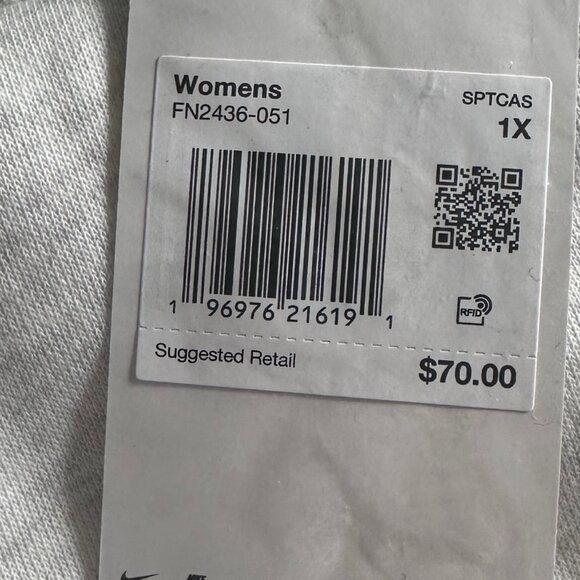 Womens
FN2436-051
SPTCAS
1X
1 96976 21619 1
RFID
Suggested Retail
$70.00